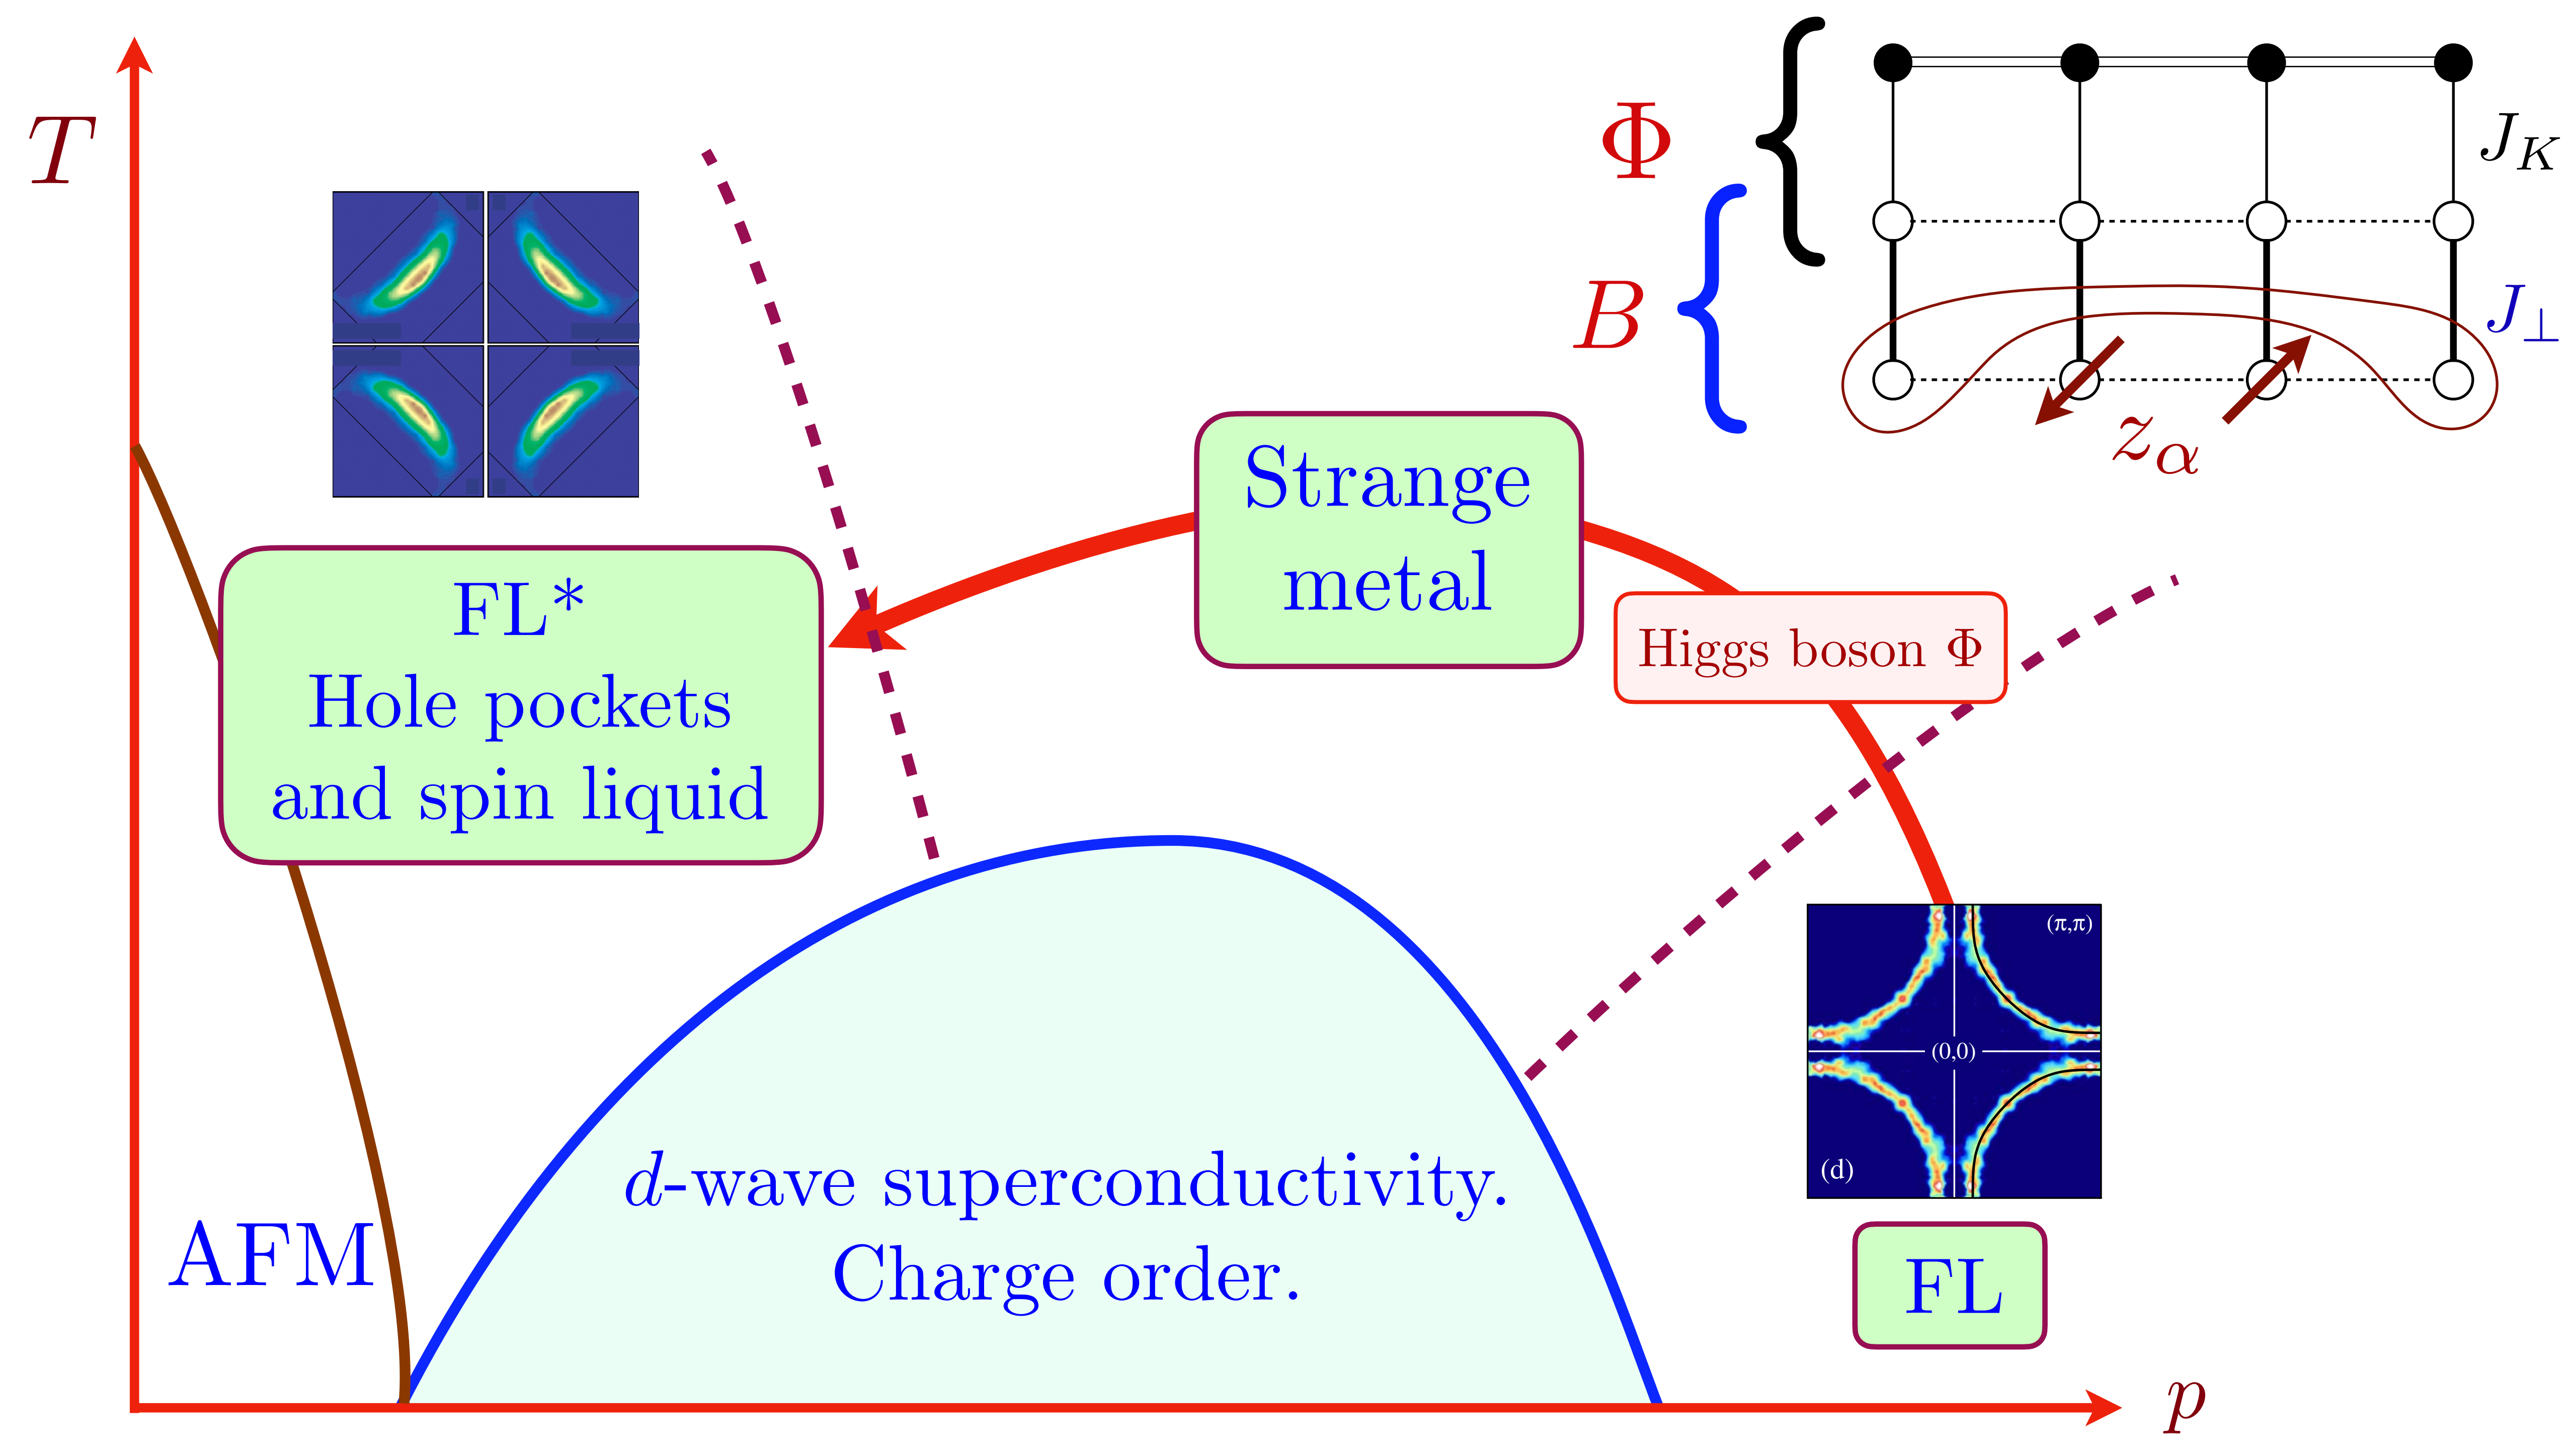 T
Φ
J_K
B
J_⊥
z_α
Strange
metal
FL*
Hole pockets
and spin liquid
Higgs boson Φ
(π,π)
(0,0)
(d)
d-wave superconductivity.
Charge order.
AFM
FL
p